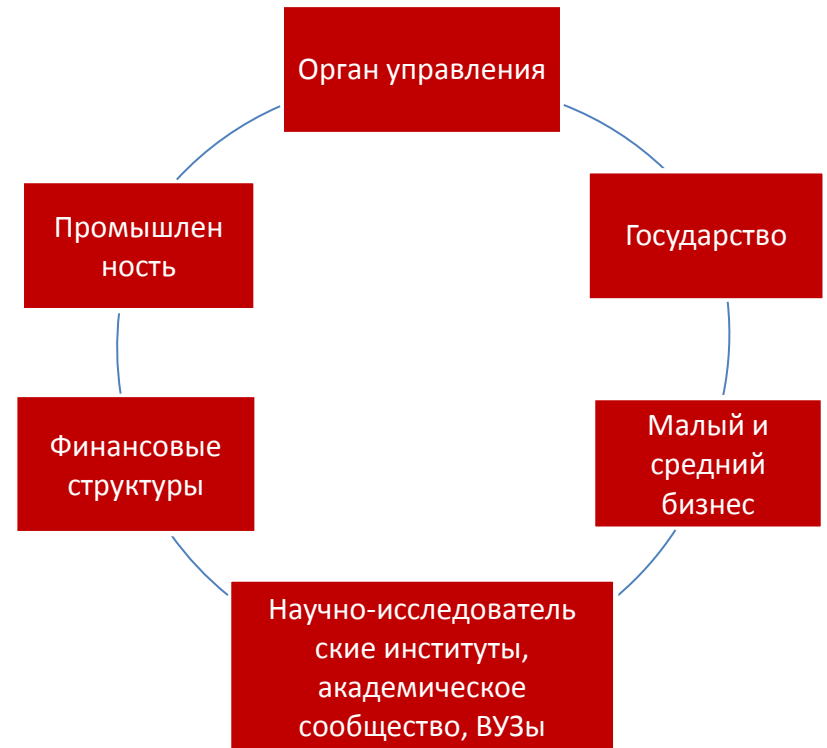 Орган управления
Промышлен
ность
Государство
Финансовые
структуры
Малый и
средний
бизнес
Научно-исследователь
ские институты,
академическое
сообщество, ВУЗы